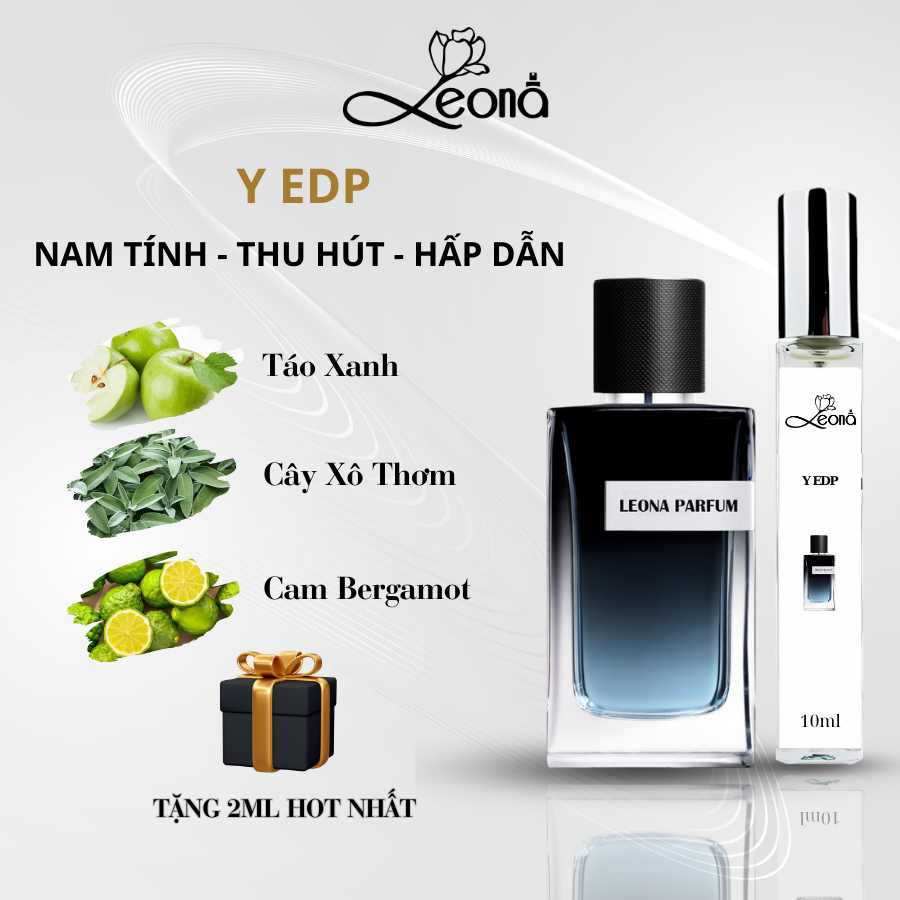 Leona
Y EDP
NAM TÍNH - THU HÚT - HẤP DẪN
Táo Xanh
Cây Xô Thơm
Cam Bergamot
TẶNG 2ML HOT NHẤT
LEONA PARFUM
Leona
Y EDP
10ml
10ml